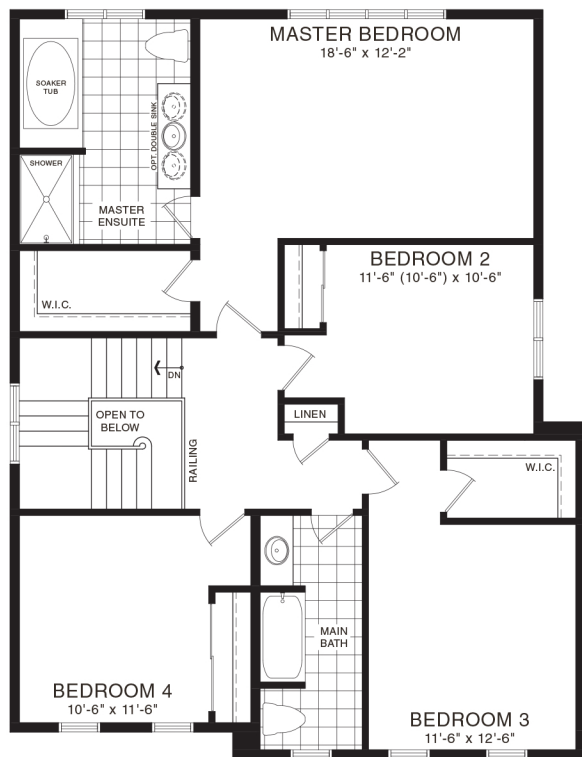 MASTER BEDROOM
18'-6" x 12'-2"
SOAKER
TUB
OPT. DOUBLE SINK
SHOWER
MASTER
ENSUITE
BEDROOM 2
11'-6" (10'-6") x 10'-6"
W.I.C.
DN
OPEN TO
BELOW
RAILING
LINEN
W.I.C.
MAIN
BATH
BEDROOM 4
10'-6" x 11'-6"
BEDROOM 3
11'-6" x 12'-6"